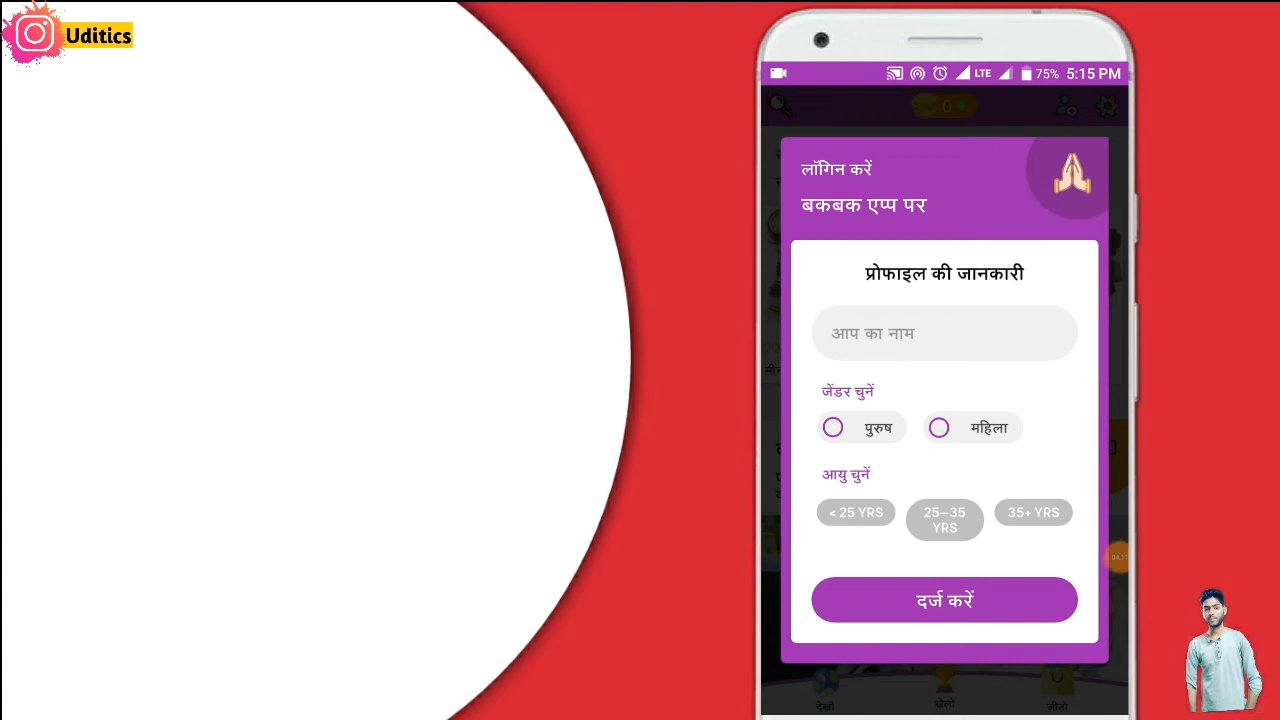 Uditics
LTE 75% 5:15 PM
0
लॉगिन करें
बकबक एप्प पर
प्रोफाइल की जानकारी
आप का नाम
जेंडर चुनें
पुरुष महिला
आयु चुनें
< 25 YRS 25–35 YRS 35+ YRS
दर्ज करें
देखो खेलो जीतो